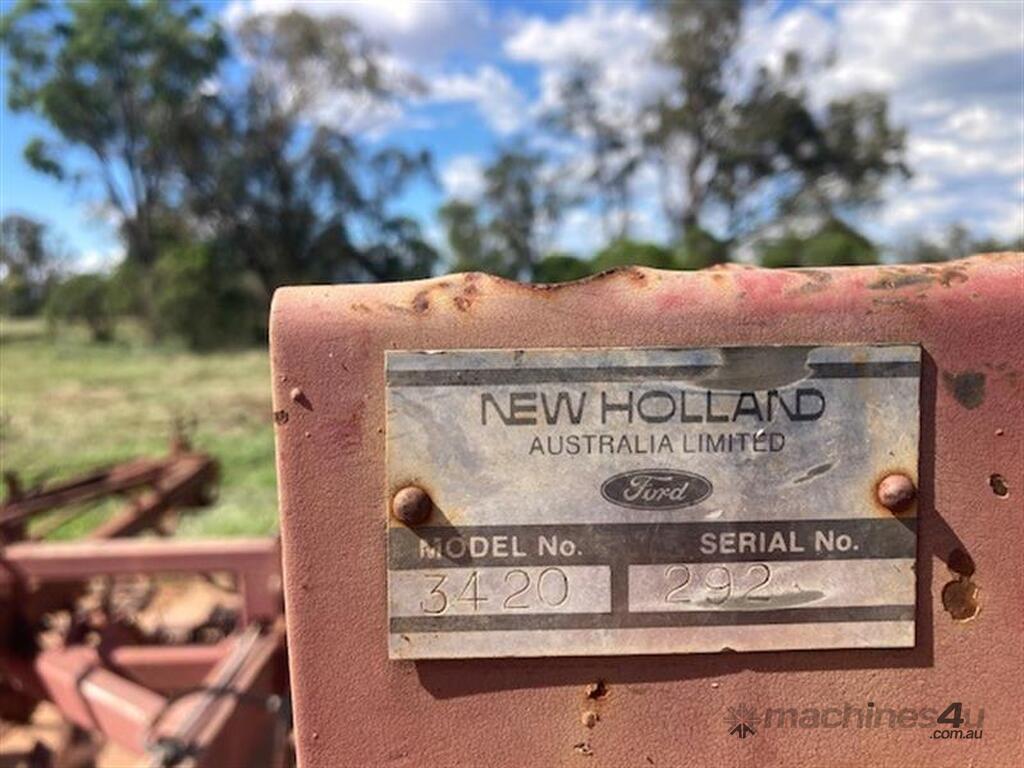 NEW HOLLAND
AUSTRALIA LIMITED
Ford
MODEL No. SERIAL No.
3420 292
machines4u
.com.au